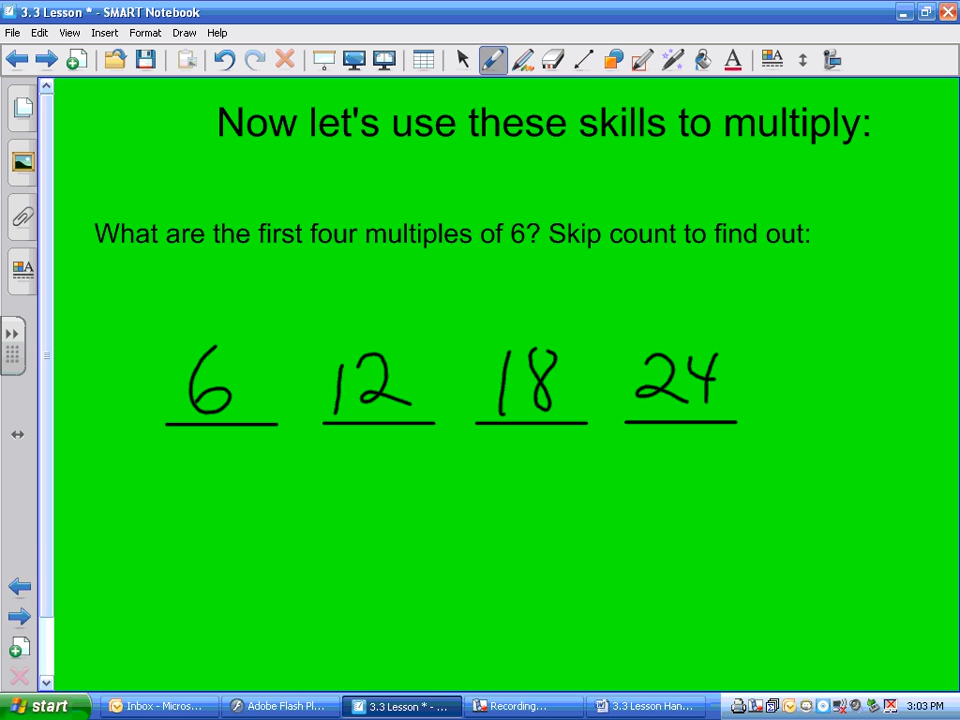 3.3 Lesson * - SMART Notebook
File Edit View Insert Format Draw Help
Now let's use these skills to multiply:
What are the first four multiples of 6? Skip count to find out:
6 12 18 24
start Inbox - Micros... Adobe Flash Pl... 3.3 Lesson * - ... Recording... 3.3 Lesson Han... 3:03 PM